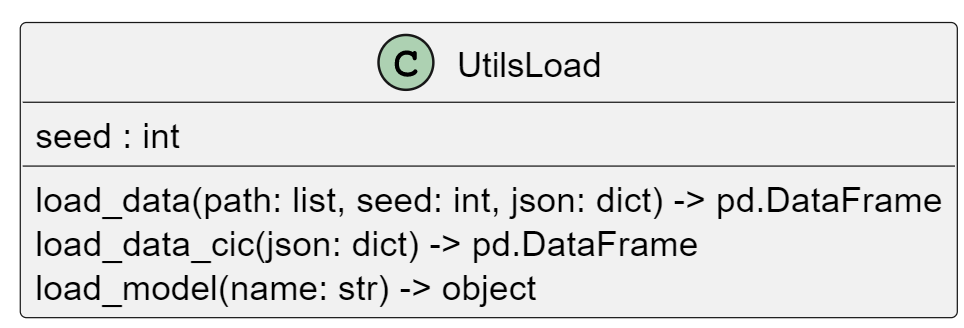 C UtilsLoad
seed : int
load_data(path: list, seed: int, json: dict) -> pd.DataFrame
load_data_cic(json: dict) -> pd.DataFrame
load_model(name: str) -> object